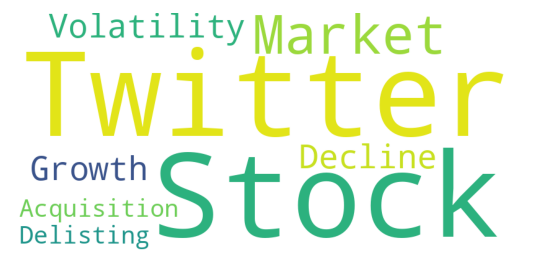 Volatility Market
Twitter
Decline
Growth Stock
Acquisition
Delisting